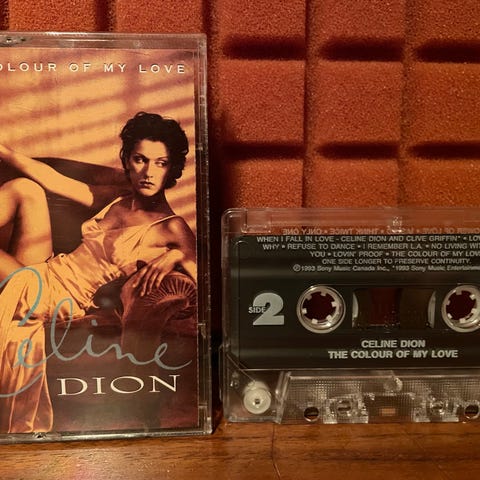 COLOUR OF MY LOVE
Celine
DION
WHEN I FALL IN LOVE - CELINE DION AND CLIVE GRIFFIN* • LOV
WHY • REFUSE TO DANCE • I REMEMBER L.A. • NO LIVING WITH
YOU • LOVIN' PROOF • THE COLOUR OF MY LOVE
ONE SIDE LONGER TO PRESERVE CONTINUITY.
℗1993 Sony Music Canada Inc., *1993 Sony Music Entertainme
SIDE 2
CELINE DION
THE COLOUR OF MY LOVE